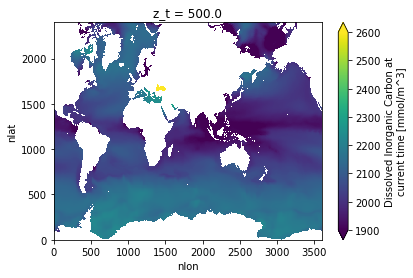 z_t = 500.0
2000
1500
1000
500
0
nlat
0 500 1000 1500 2000 2500 3000 3500
nlon
2600
2500
2400
2300
2200
2100
2000
1900
Dissolved Inorganic Carbon at
current time [mmol/m^3]